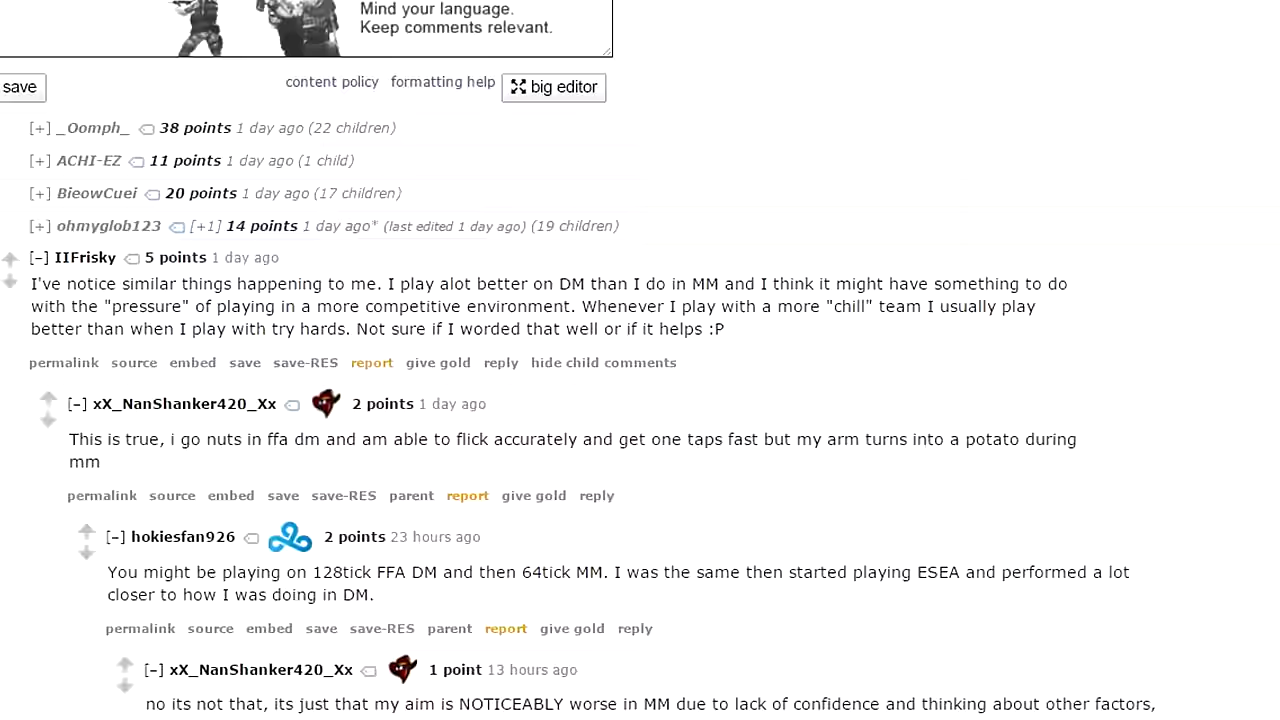 Mind your language.
Keep comments relevant.
save content policy formatting help big editor
[+] _Oomph_ 38 points 1 day ago (22 children)
[+] ACHI-EZ 11 points 1 day ago (1 child)
[+] BieowCuei 20 points 1 day ago (17 children)
[+] ohmyglob123 [+1] 14 points 1 day ago* (last edited 1 day ago) (19 children)
[–] IIFrisky 5 points 1 day ago
I've notice similar things happening to me. I play alot better on DM than I do in MM and I think it might have something to do
with the "pressure" of playing in a more competitive environment. Whenever I play with a more "chill" team I usually play
better than when I play with try hards. Not sure if I worded that well or if it helps :P
permalink source embed save save-RES report give gold reply hide child comments
[–] xX_NanShanker420_Xx 2 points 1 day ago
This is true, i go nuts in ffa dm and am able to flick accurately and get one taps fast but my arm turns into a potato during
mm
permalink source embed save save-RES parent report give gold reply
[–] hokiesfan926 2 points 23 hours ago
You might be playing on 128tick FFA DM and then 64tick MM. I was the same then started playing ESEA and performed a lot
closer to how I was doing in DM.
permalink source embed save save-RES parent report give gold reply
[–] xX_NanShanker420_Xx 1 point 13 hours ago
no its not that, its just that my aim is NOTICEABLY worse in MM due to lack of confidence and thinking about other factors,